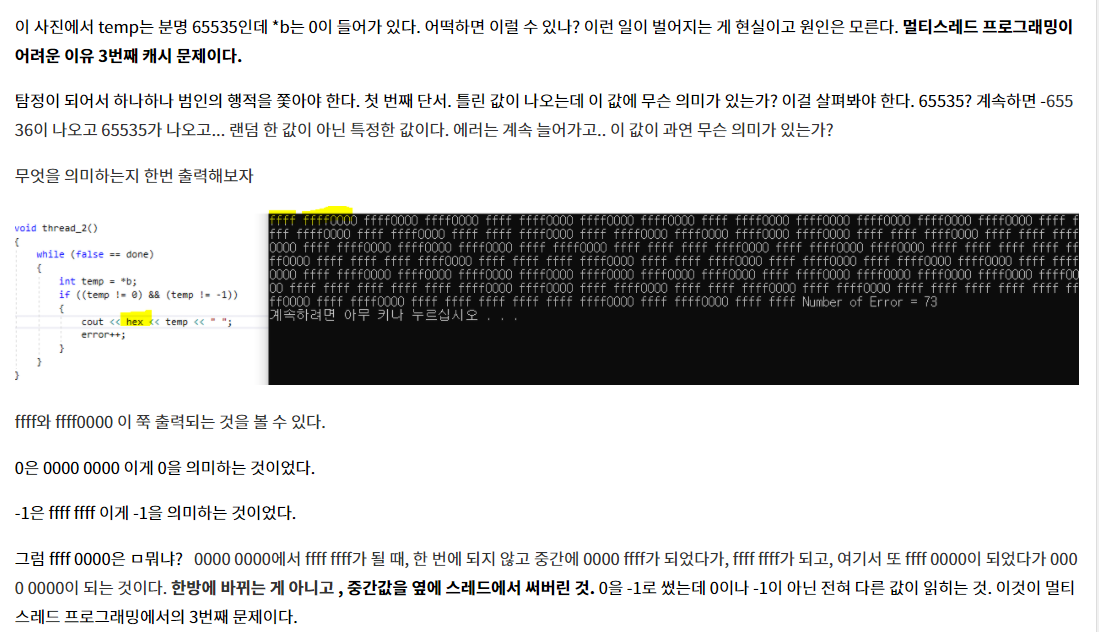 이 사진에서 temp는 분명 65535인데 *b는 0이 들어가 있다. 어떡하면 이럴 수 있나? 이런 일이 벌어지는 게 현실이고 원인은 모른다. 멀티스레드 프로그래밍이
어려운 이유 3번째 캐시 문제이다.
탐정이 되어서 하나하나 범인의 행적을 쫓아야 한다. 첫 번째 단서. 틀린 값이 나오는데 이 값에 무슨 의미가 있는가? 이걸 살펴봐야 한다. 65535? 계속하면 -655
36이 나오고 65535가 나오고... 랜덤 한 값이 아닌 특정한 값이다. 에러는 계속 늘어가고.. 이 값이 과연 무슨 의미가 있는가?
무엇을 의미하는지 한번 출력해보자
void thread_2()
{
while (false == done)
{
int temp = *b;
if ((temp != 0) && (temp != -1))
{
cout << hex << temp << " ";
error++;
}
}
}
ffff ffff0000 ffff0000 ffff0000 ffff ffff0000 ffff0000 ffff0000 ffff ffff0000 ffff0000 ffff0000 ffff0000 ffff f
Number of Error = 73
계속하려면 아무 키나 누르십시오 . . .
ffff와 ffff0000 이 쭉 출력되는 것을 볼 수 있다.
0은 0000 0000 이게 0을 의미하는 것이었다.
-1은 ffff ffff 이게 -1을 의미하는 것이었다.
그럼 ffff 0000은 ㅁ뭐냐? 0000 0000에서 ffff ffff가 될 때, 한 번에 되지 않고 중간에 0000 ffff가 되었다가, ffff ffff가 되고, 여기서 또 ffff 0000이 되었다가 000
0 0000이 되는 것이다. 한방에 바뀌는 게 아니고 , 중간값을 옆에 스레드에서 써버린 것. 0을 -1로 썼는데 0이나 -1이 아닌 전혀 다른 값이 읽히는 것. 이것이 멀티
스레드 프로그래밍에서의 3번째 문제이다.